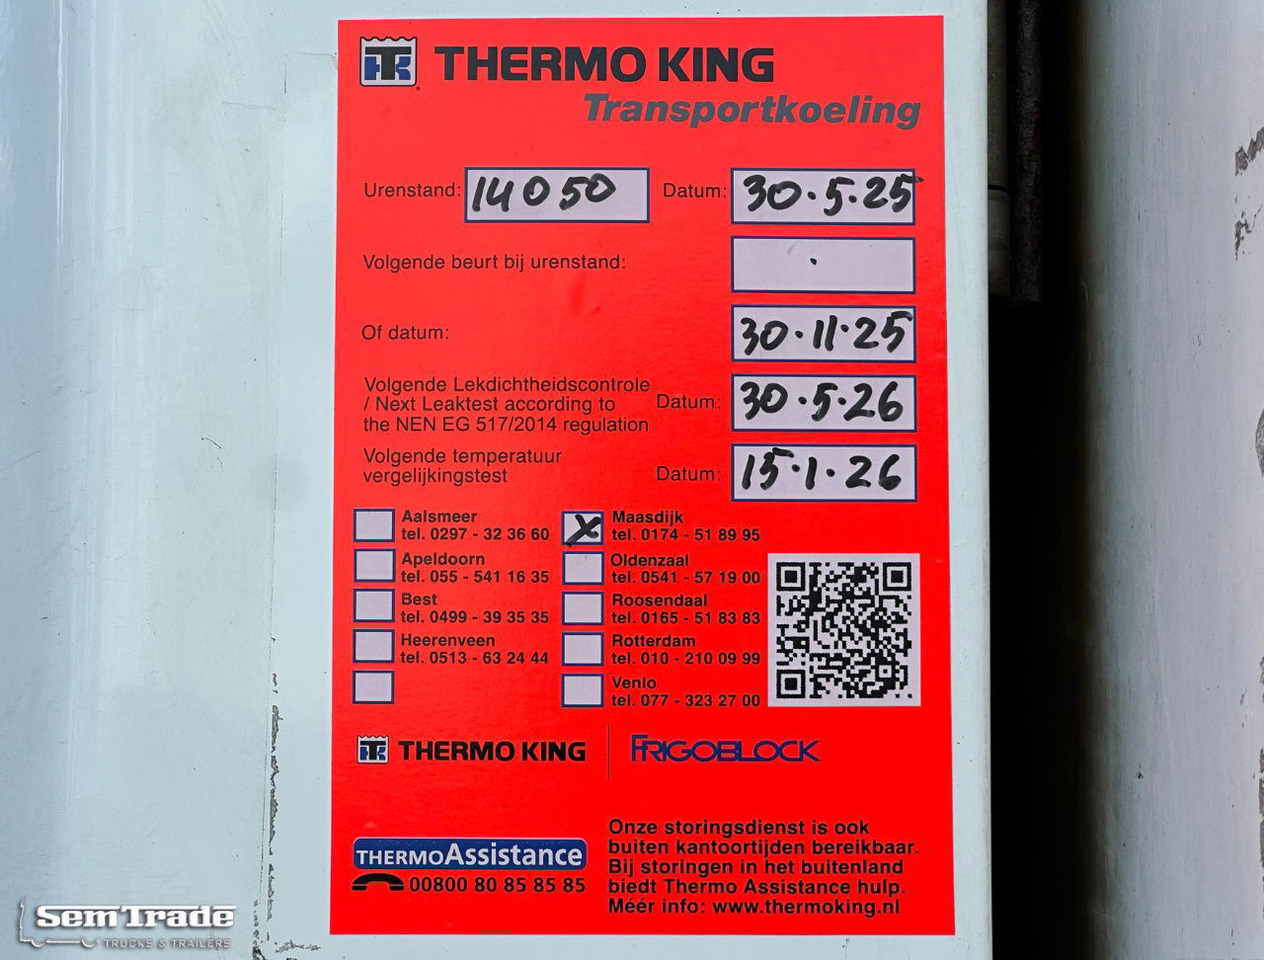 THERMO KING
Transportkoeling
Urenstand: 14050 Datum: 30.5.25
Volgende beurt bij urenstand: .
Of datum: 30.11.25
Volgende Lekdichtheidscontrole
/ Next Leaktest according to Datum: 30.5.26
the NEN EG 517/2014 regulation
Volgende temperatuur
vergelijkingstest Datum: 15.1.26
Aalsmeer
tel. 0297 - 32 36 60
Apeldoorn
tel. 055 - 541 16 35
Best
tel. 0499 - 39 35 35
Heerenveen
tel. 0513 - 63 24 44
X Maasdijk
tel. 0174 - 51 89 95
Oldenzaal
tel. 0541 - 57 19 00
Roosendaal
tel. 0165 - 51 83 83
Rotterdam
tel. 010 - 210 09 99
Venlo
tel. 077 - 323 27 00
THERMO KING FRIGOBLOCK
THERMOASSISTANCE
00800 80 85 85 85
Onze storingsdienst is ook
buiten kantoortijden bereikbaar.
Bij storingen in het buitenland
biedt Thermo Assistance hulp.
Méér info: www.thermoking.nl
SemTrade
TRUCKS & TRAILERS